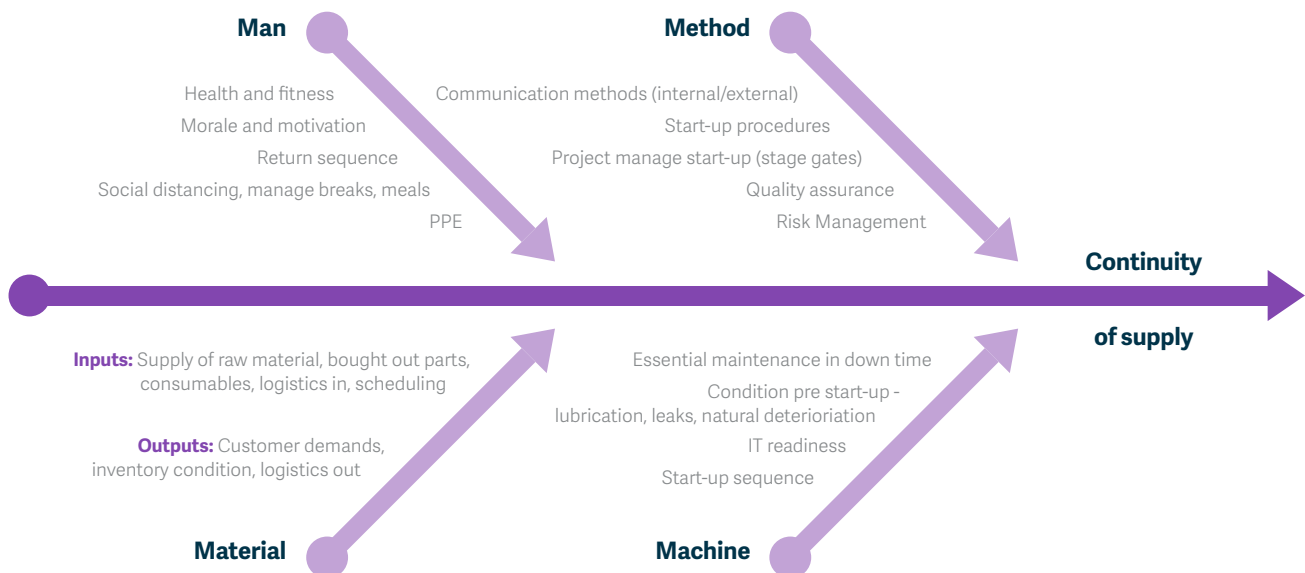 Man
Health and fitness
Morale and motivation
Return sequence
Social distancing, manage breaks, meals
PPE
Method
Communication methods (internal/external)
Start-up procedures
Project manage start-up (stage gates)
Quality assurance
Risk Management
Continuity
of supply
Inputs: Supply of raw material, bought out parts,
consumables, logistics in, scheduling
Outputs: Customer demands,
inventory condition, logistics out
Material
Essential maintenance in down time
Condition pre start-up -
lubrication, leaks, natural deterioriation
IT readiness
Start-up sequence
Machine